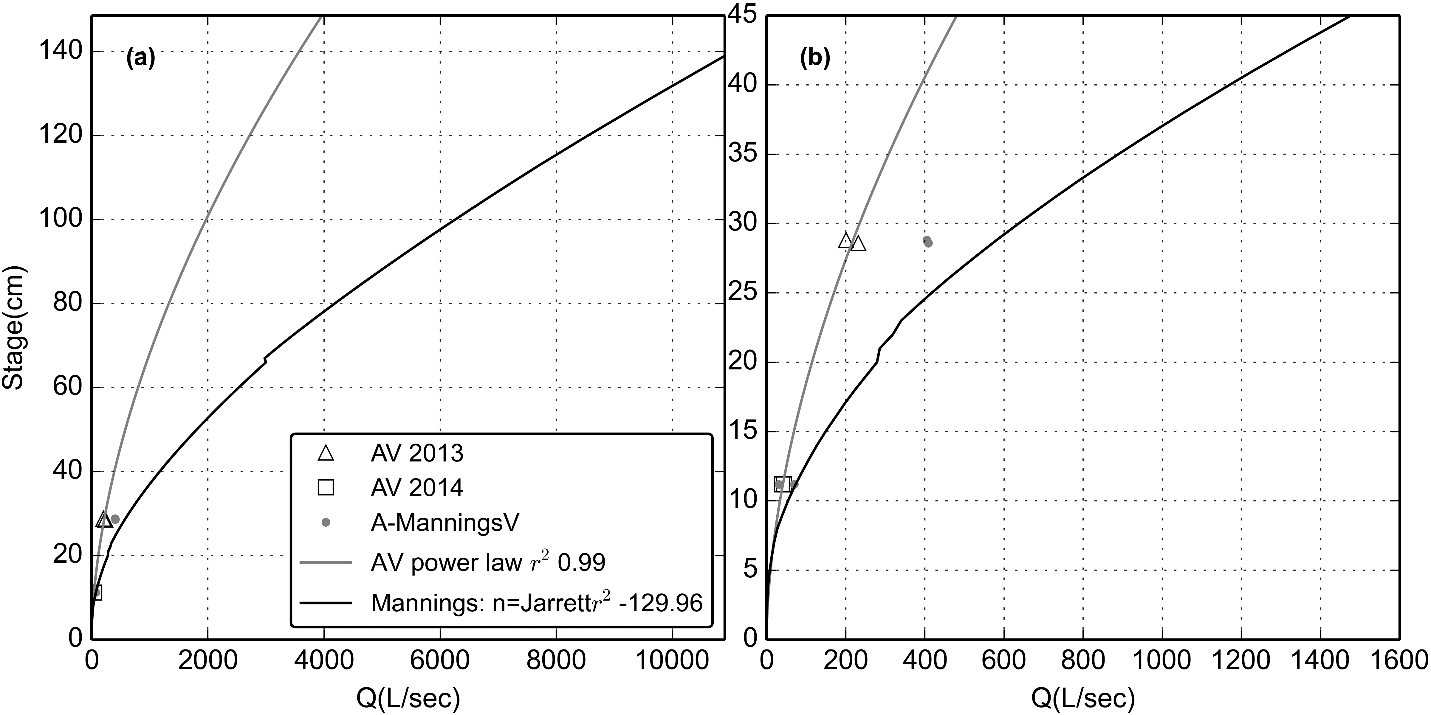 (a)
140
120
100
80
60
40
20
0
Stage(cm)
0 2000 4000 6000 8000 10000
Q(L/sec)
AV 2013
AV 2014
A-ManningsV
AV power law r² 0.99
Mannings: n=Jarrettr² -129.96
(b)
45
40
35
30
25
20
15
10
5
0
0 200 400 600 800 1000 1200 1400 1600
Q(L/sec)